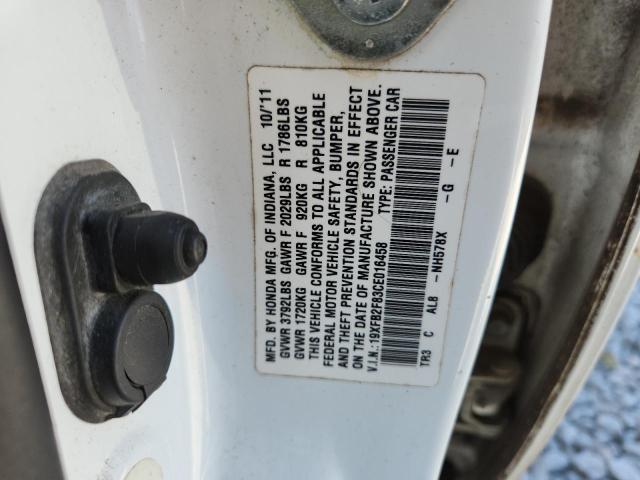 MFD. BY HONDA MFG. OF INDIANA, LLC 10/'11
GVWR 3792LBS GAWR F 2029LBS R 1786LBS
GVWR 1720KG GAWR F 920KG R 810KG
THIS VEHICLE CONFORMS TO ALL APPLICABLE
FEDERAL MOTOR VEHICLE SAFETY, BUMPER,
AND THEFT PREVENTION STANDARDS IN EFFECT
ON THE DATE OF MANUFACTURE SHOWN ABOVE.
V.I.N.:19XFB2F83CE016458 TYPE: PASSENGER CAR
TR3 C AL8 -NH578X -G -E